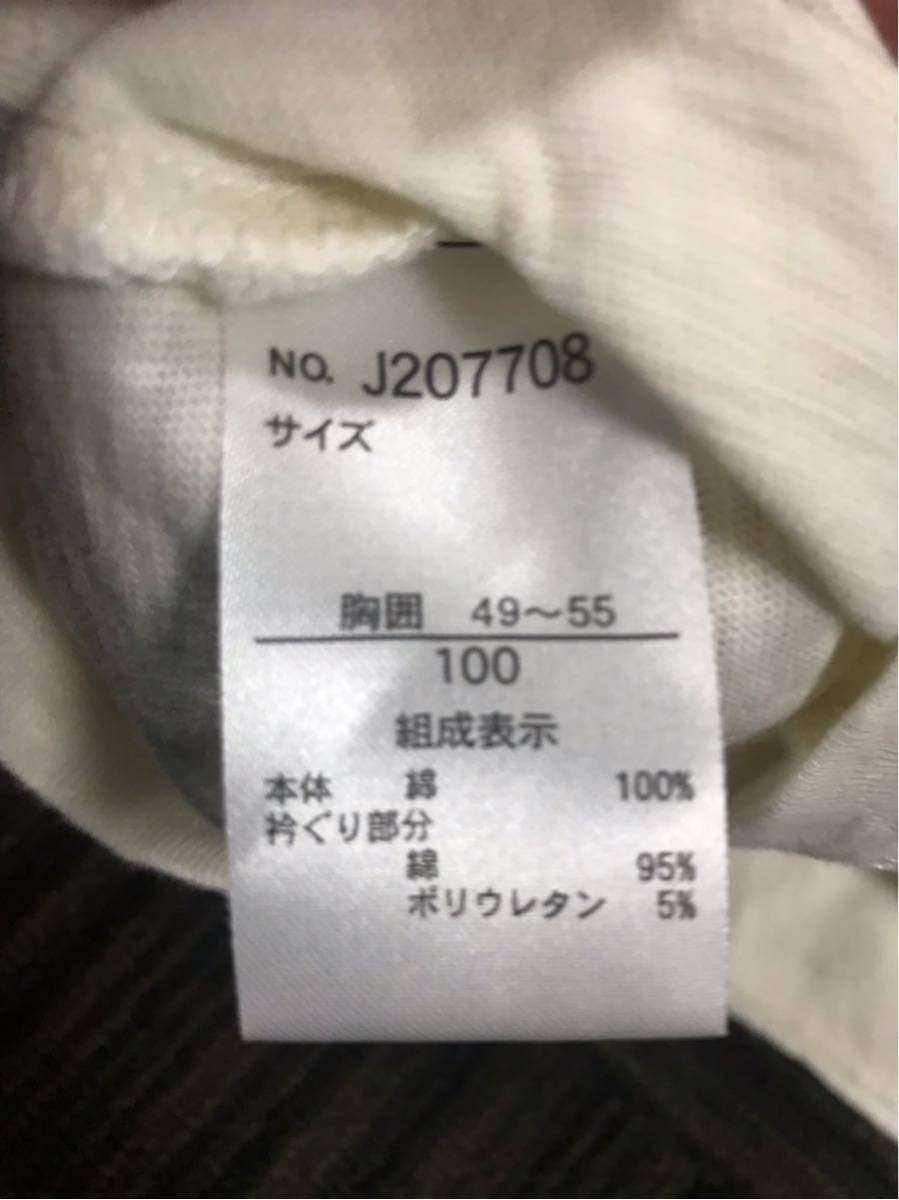 NO. J207708
サイズ
胸囲 49〜55
100
組成表示
本体 綿 100%
衿ぐり部分
綿 95%
ポリウレタン 5%